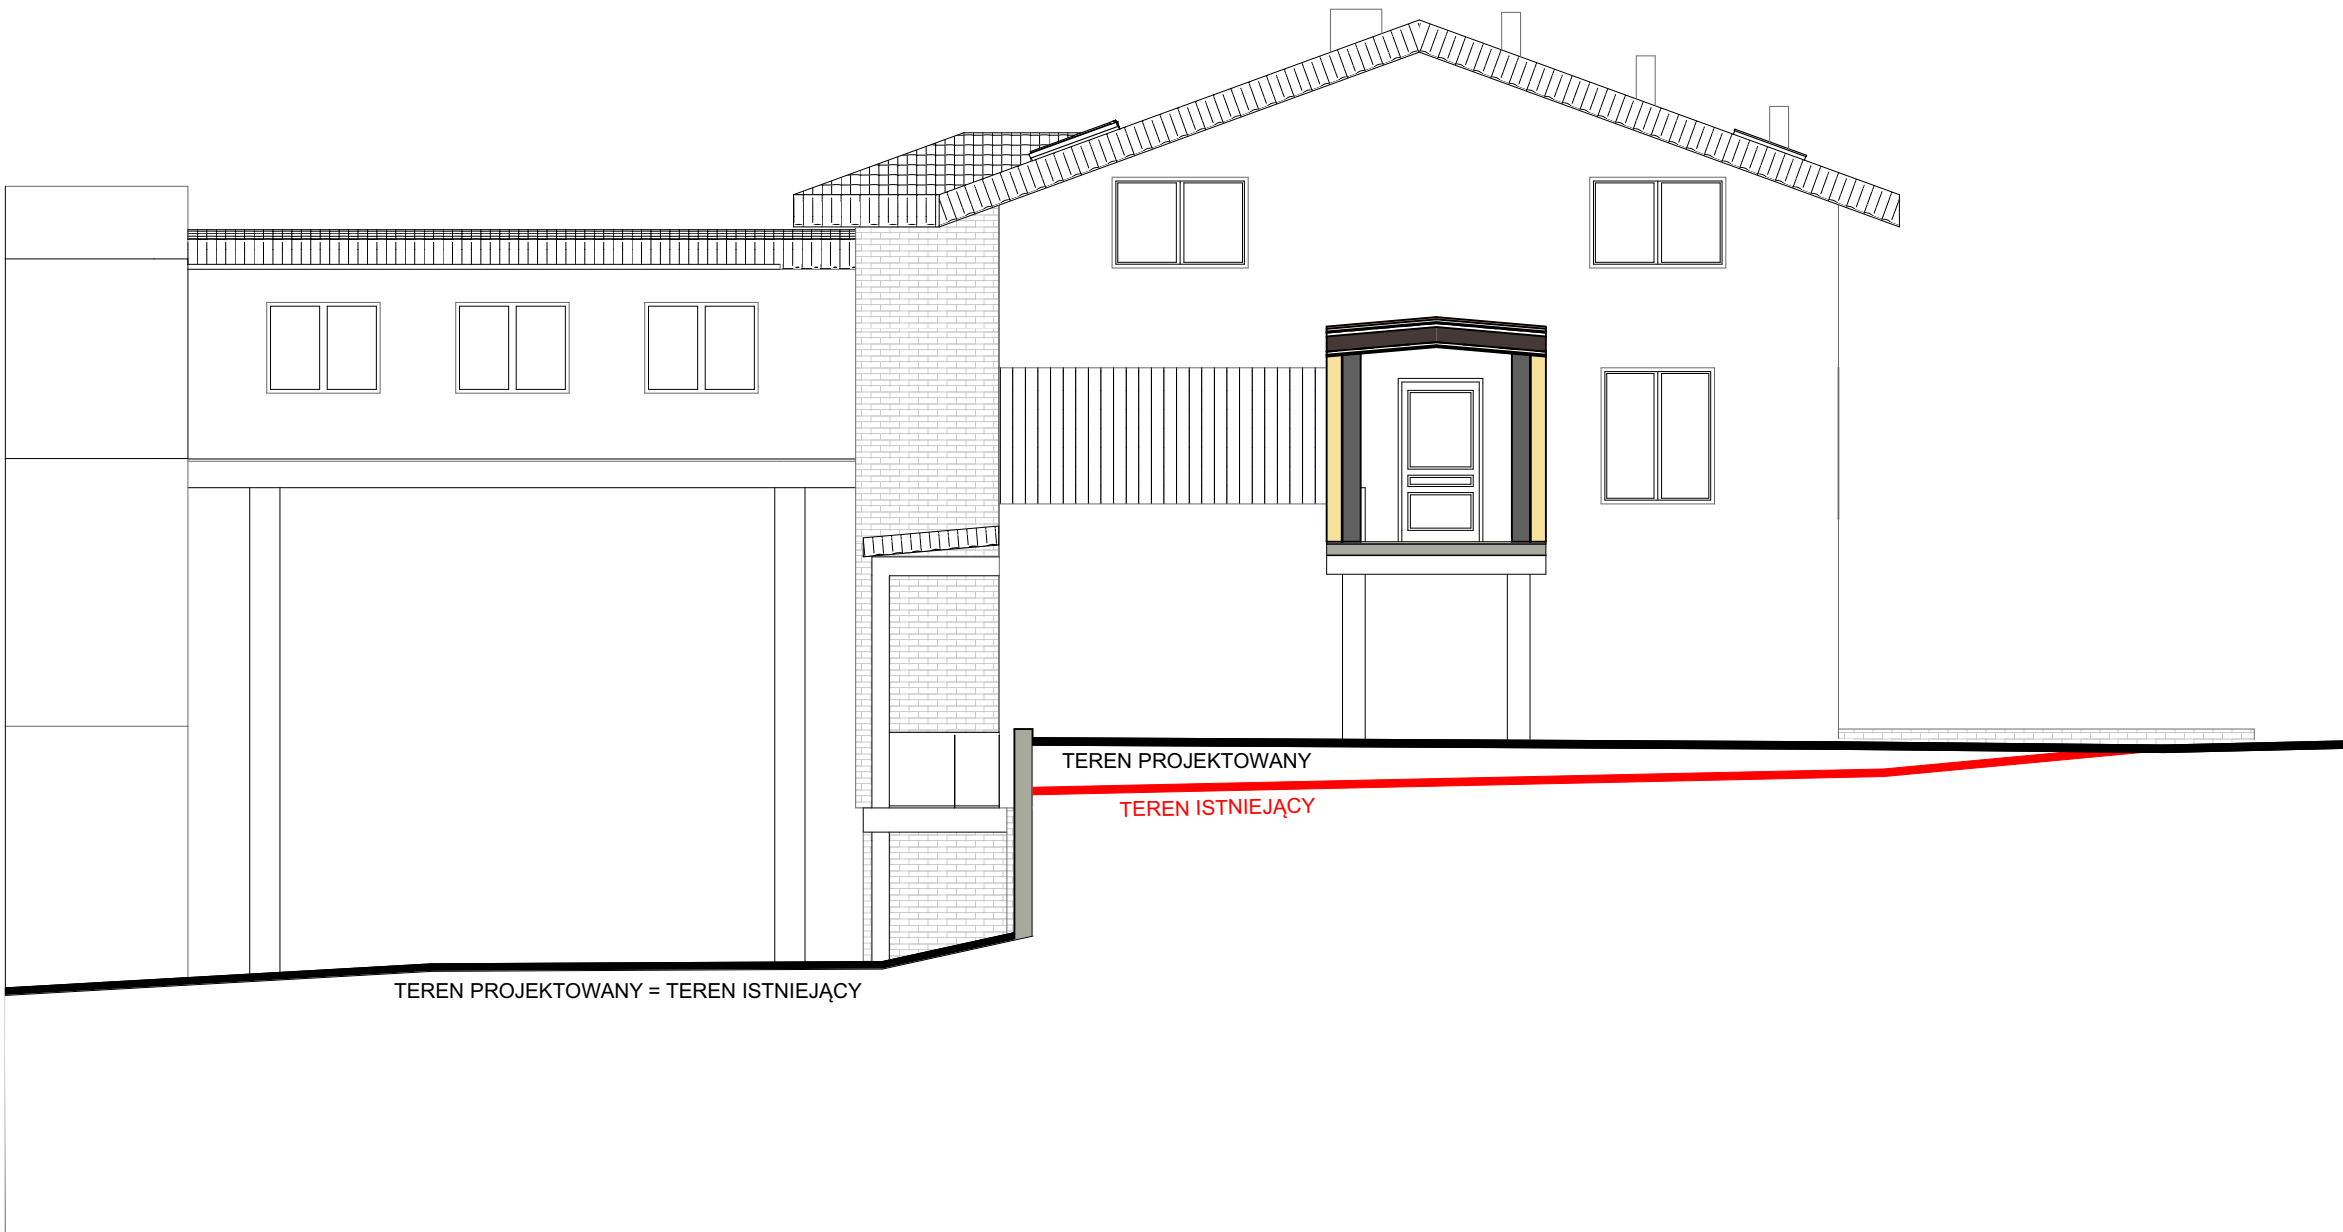 TEREN PROJEKTOWANY
TEREN ISTNIEJĄCY
TEREN PROJEKTOWANY = TEREN ISTNIEJĄCY